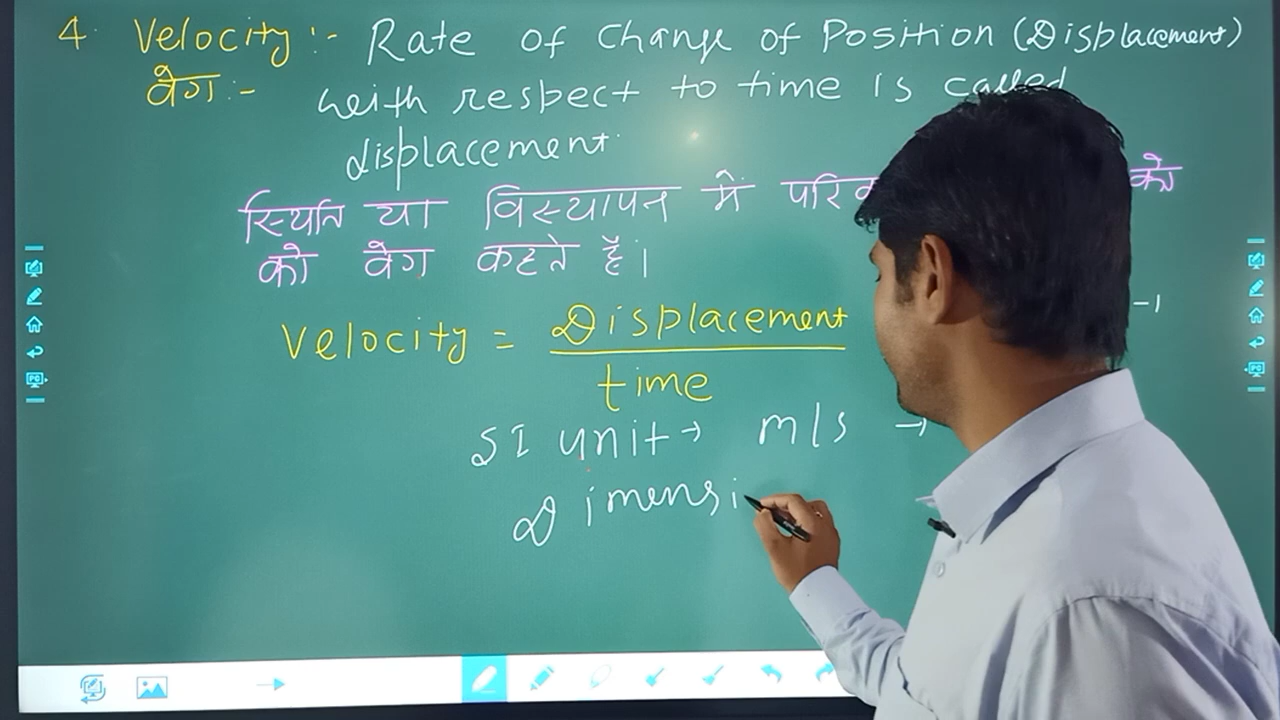 4. Velocity :- Rate of Change of Position (Displacement)
वेग :- with respect to time is called
displacement.
स्थिति या विस्थापन में को
को वेग कहते हैं।
Velocity = Displacement
time
-1
SI unit → m/s →
Dimensi